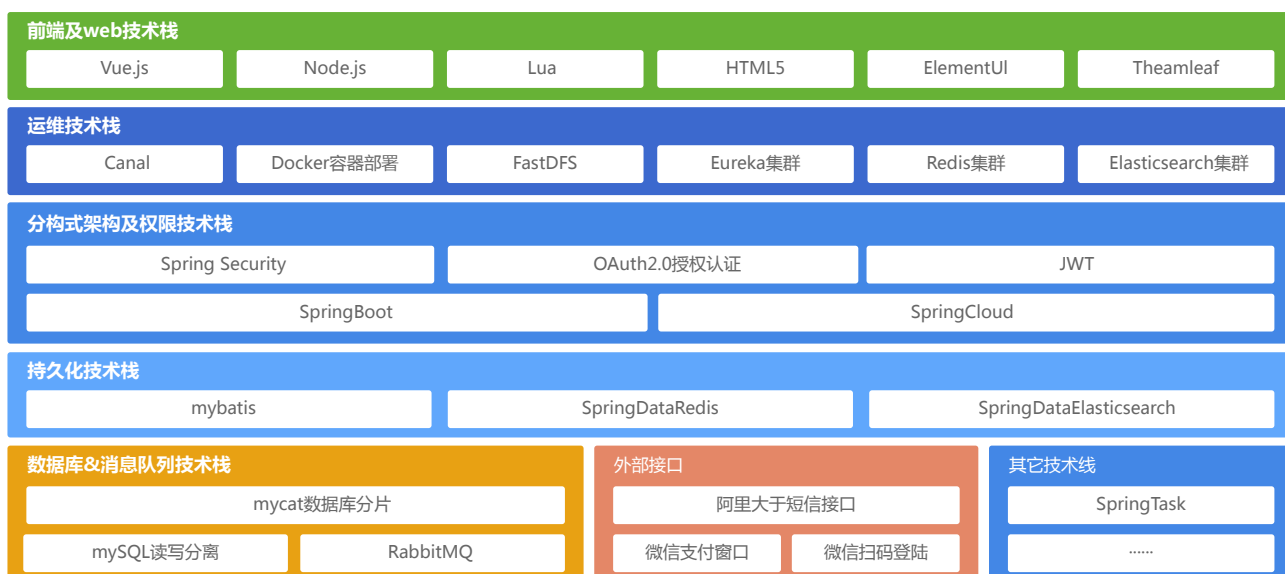 前端及web技术栈
Vue.js Node.js Lua HTML5 ElementUI Theamleaf
运维技术栈
Canal Docker容器部署 FastDFS Eureka集群 Redis集群 Elasticsearch集群
分构式架构及权限技术栈
Spring Security OAuth2.0授权认证 JWT
SpringBoot SpringCloud
持久化技术栈
mybatis SpringDataRedis SpringDataElasticsearch
数据库&消息队列技术栈 外部接口 其它技术线
mycat数据库分片 阿里大于短信接口 SpringTask
mySQL读写分离 RabbitMQ 微信支付窗口 微信扫码登陆 ······